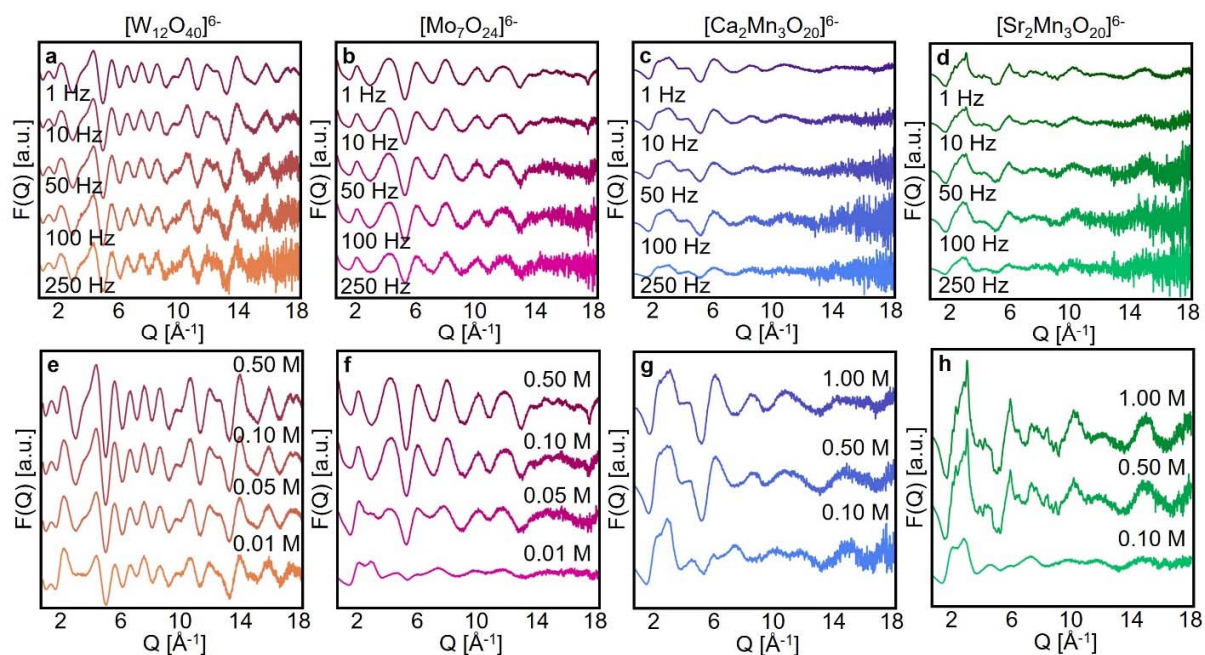 [W12O40]6- [Mo7O24]6- [Ca2Mn3O20]6- [Sr2Mn3O20]6-
a
1 Hz
10 Hz
50 Hz
100 Hz
250 Hz
F(Q) [a.u.]
2 6 10 14 18
Q [Å-1]
b
1 Hz
10 Hz
50 Hz
100 Hz
250 Hz
F(Q) [a.u.]
2 6 10 14 18
Q [Å-1]
c
1 Hz
10 Hz
50 Hz
100 Hz
250 Hz
F(Q) [a.u.]
2 6 10 14 18
Q [Å-1]
d
1 Hz
10 Hz
50 Hz
100 Hz
250 Hz
F(Q) [a.u.]
2 6 10 14 18
Q [Å-1]
e
0.50 M
0.10 M
0.05 M
0.01 M
F(Q) [a.u.]
2 6 10 14 18
Q [Å-1]
f
0.50 M
0.10 M
0.05 M
0.01 M
F(Q) [a.u.]
2 6 10 14 18
Q [Å-1]
g
1.00 M
0.50 M
0.10 M
F(Q) [a.u.]
2 6 10 14 18
Q [Å-1]
h
1.00 M
0.50 M
0.10 M
F(Q) [a.u.]
2 6 10 14 18
Q [Å-1]